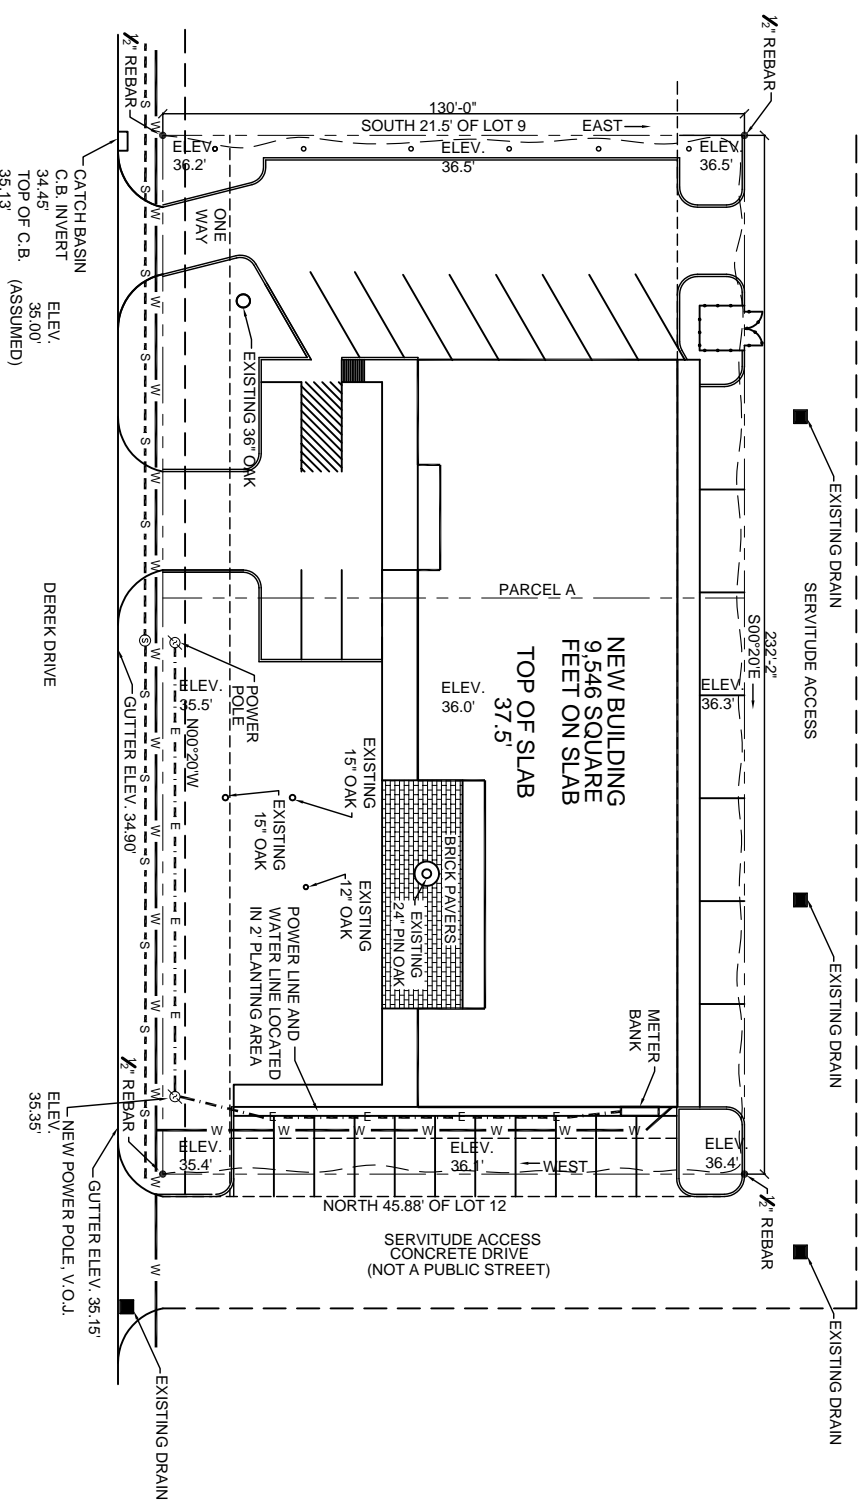 ½" REBAR
½" REBAR
130'-0"
SOUTH 21.5' OF LOT 9
EAST
ELEV.
36.2'
ELEV.
36.5'
ELEV.
36.5'
CATCH BASIN
C.B. INVERT
34.45'
TOP OF C.B.
35.13'
ELEV.
35.00'
(ASSUMED)
ONE
WAY
EXISTING 36" OAK
EXISTING DRAIN
SERVITUDE ACCESS
232'-2"
S00°20'E
PARCEL A
NEW BUILDING
9,546 SQUARE
FEET ON SLAB
TOP OF SLAB
37.5'
ELEV.
36.0'
ELEV.
36.3'
ELEV.
35.5'
N00°20'W
POWER
POLE
DEREK DRIVE
GUTTER ELEV. 34.90'
EXISTING
15" OAK
EXISTING
15" OAK
EXISTING
12" OAK
BRICK PAVERS
EXISTING
24" PIN OAK
POWER LINE AND
WATER LINE LOCATED
IN 2' PLANTING AREA
METER
BANK
EXISTING DRAIN
ELEV.
35.4'
ELEV.
36.1'
WEST
ELEV.
36.4'
½" REBAR
½" REBAR
NORTH 45.88' OF LOT 12
SERVITUDE ACCESS
CONCRETE DRIVE
(NOT A PUBLIC STREET)
GUTTER ELEV. 35.15'
NEW POWER POLE, V.O.J.
ELEV.
35.35'
EXISTING DRAIN
EXISTING DRAIN
S S S S S S S S S S S S
W W W W W W W W W W W W W W
E E E E
E E E E
W W W W W W W